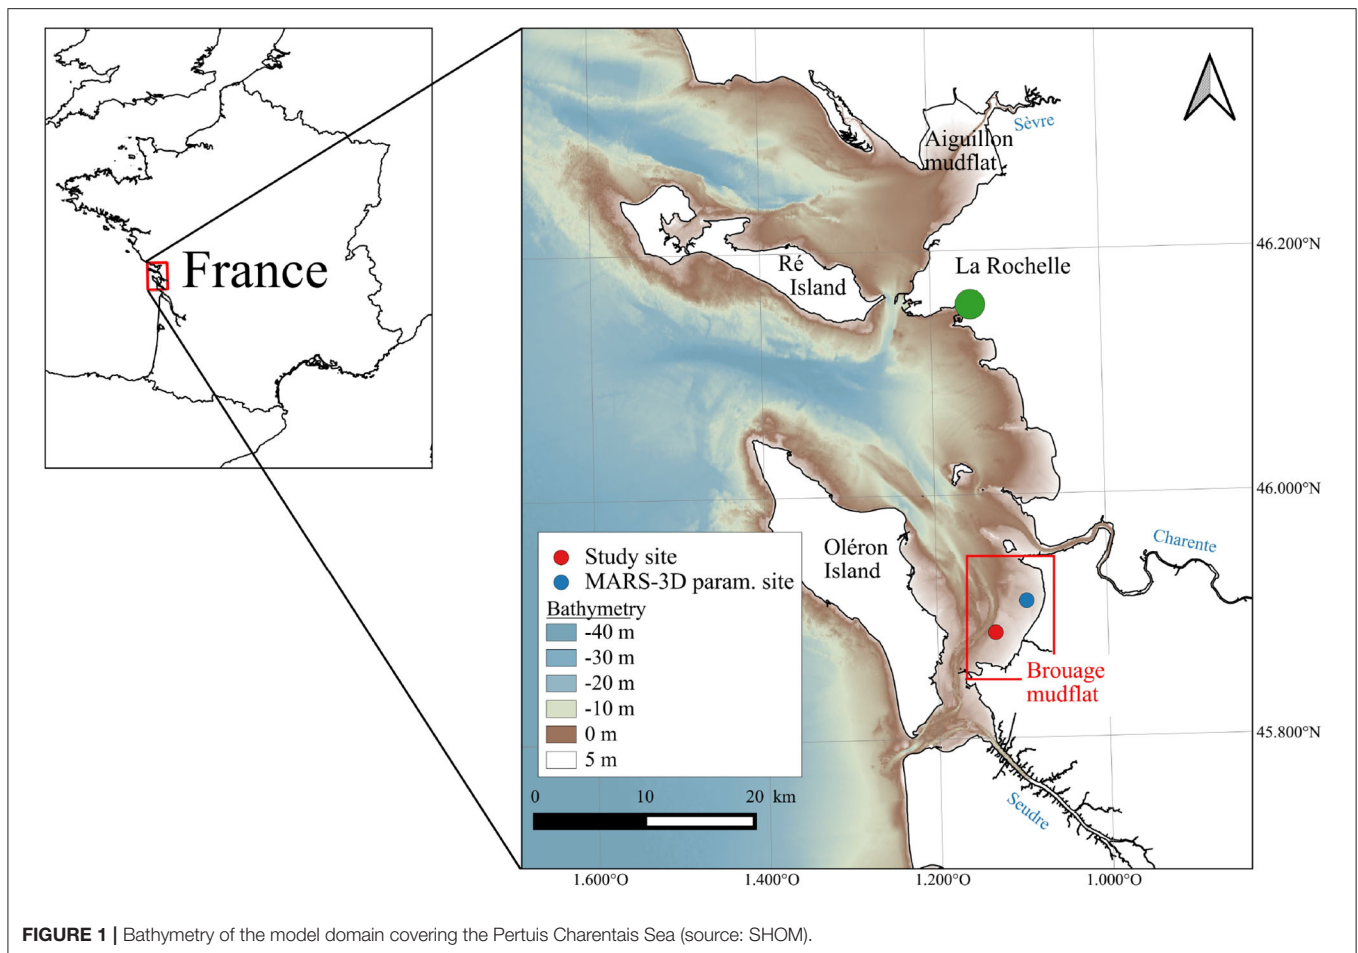 France
Sèvre
Aiguillon
mudflat
46.200°N
Ré
Island
La Rochelle
46.000°N
Oléron
Island
Charente
Study site
MARS-3D param. site
Bathymetry
-40 m
-30 m
-20 m
-10 m
0 m
5 m
Brouage
mudflat
45.800°N
0 10 20 km
Seudre
1.600°O 1.400°O 1.200°O 1.000°O
FIGURE 1 | Bathymetry of the model domain covering the Pertuis Charentais Sea (source: SHOM).